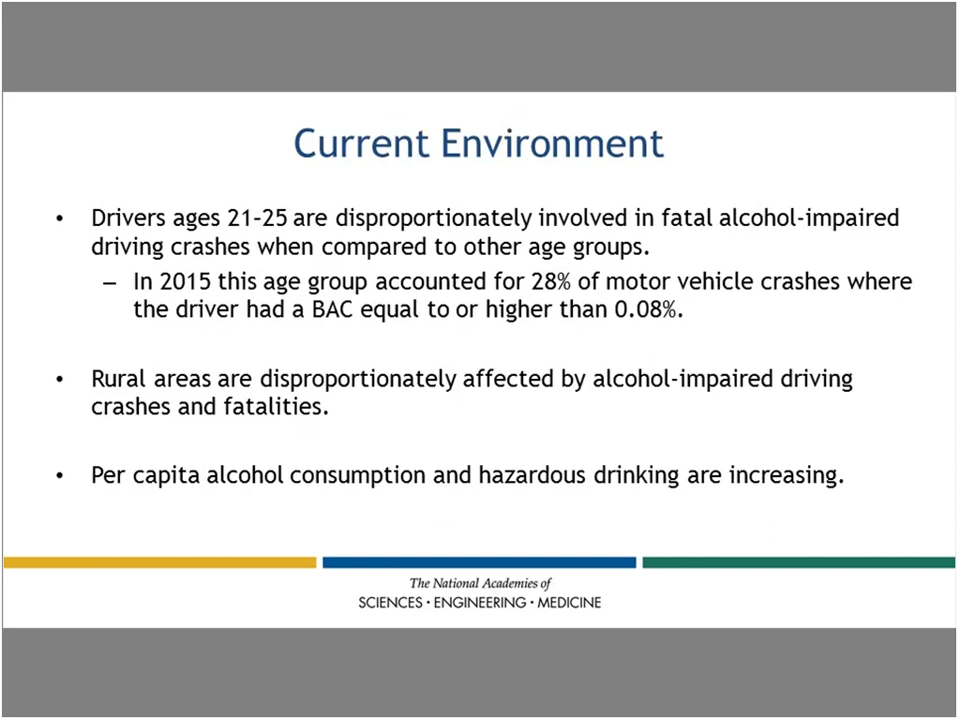 Current Environment
• Drivers ages 21–25 are disproportionately involved in fatal alcohol-impaired
driving crashes when compared to other age groups.
– In 2015 this age group accounted for 28% of motor vehicle crashes where
the driver had a BAC equal to or higher than 0.08%.
• Rural areas are disproportionately affected by alcohol-impaired driving
crashes and fatalities.
• Per capita alcohol consumption and hazardous drinking are increasing.
The National Academies of
SCIENCES · ENGINEERING · MEDICINE